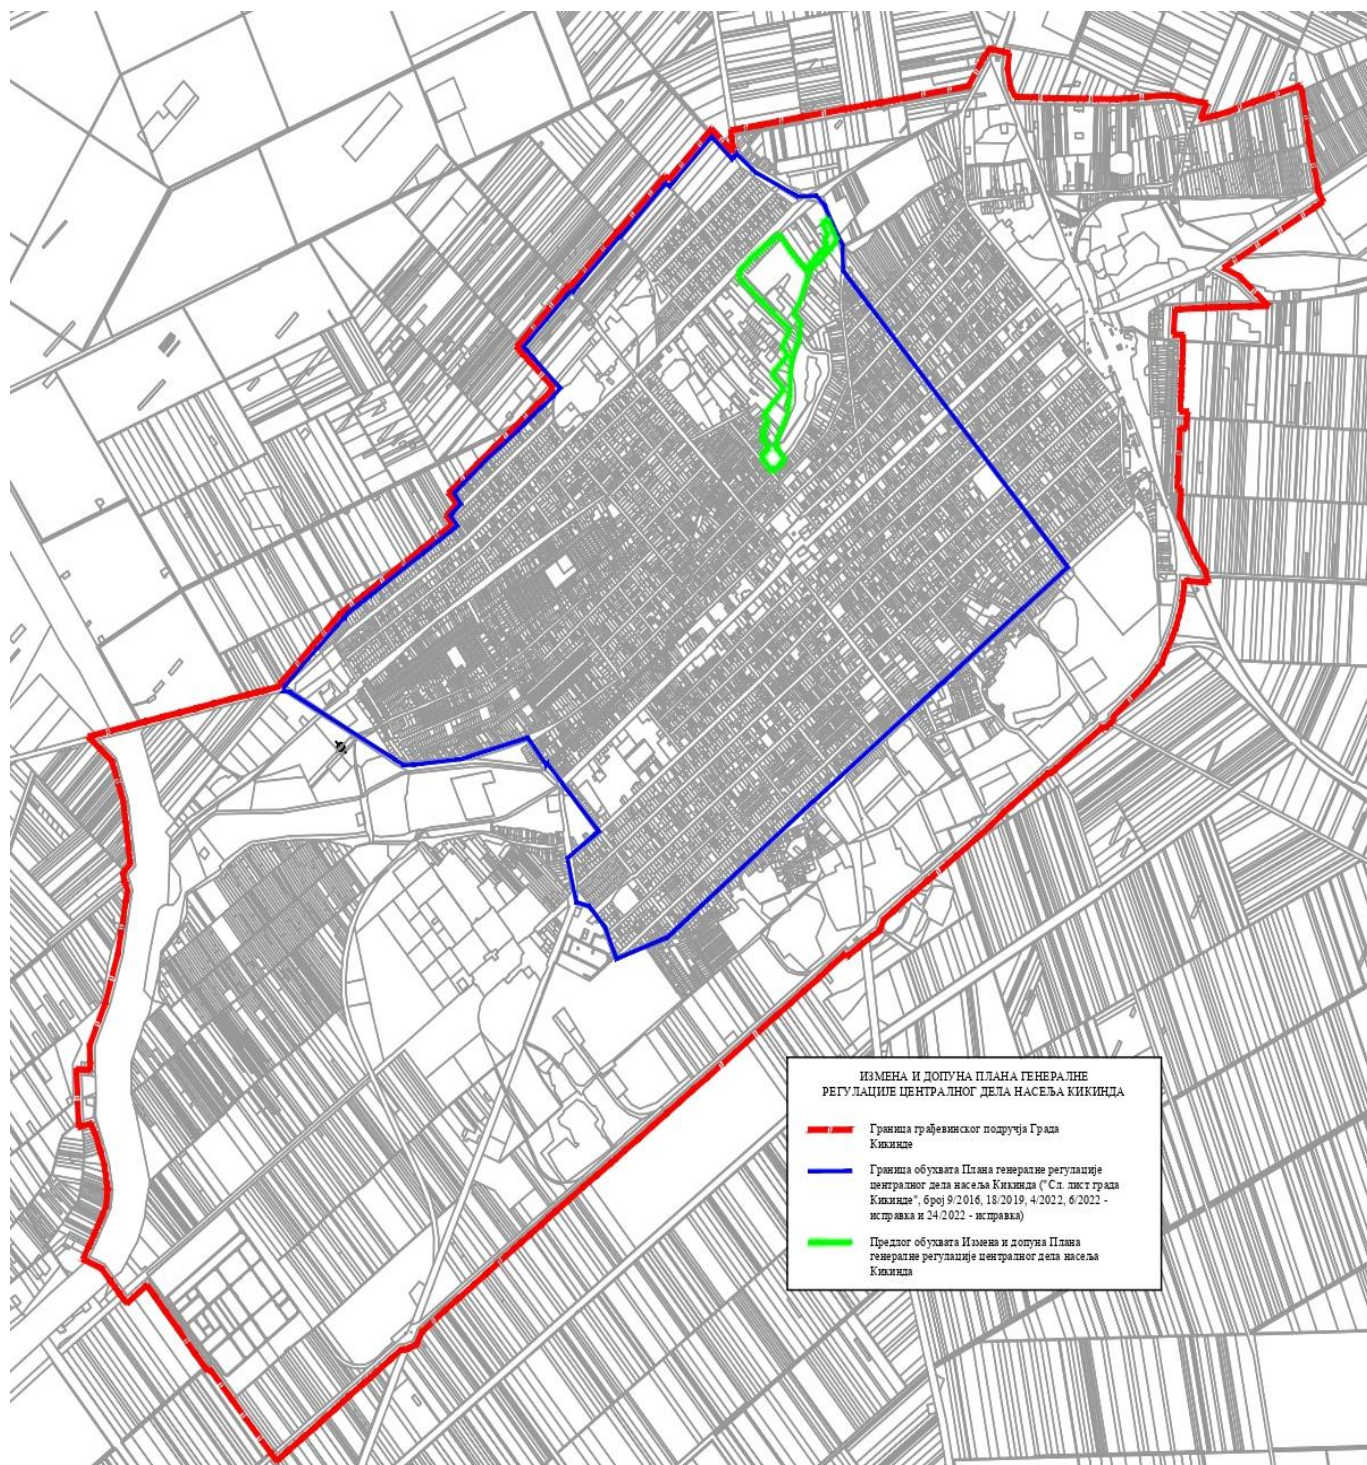 ИЗМЕНА И ДОПУНА ПЛАНА ГЕНЕРАЛНЕ
РЕГУЛАЦИЈЕ ЦЕНТРАЛНОГ ДЕЛА НАСЕЉА КИКИНДА
Граница грађевинског подручја Града
Кикинде
Граница обухвата Плана генералне регулације
централног дела насеља Кикинда ("Сл. лист града
Кикинде", број 9/2016, 18/2019, 4/2022, 6/2022 -
исправка и 24/2022 - исправка)
Предлог обухвата Измена и допуна Плана
генералне регулације централног дела насеља
Кикинда